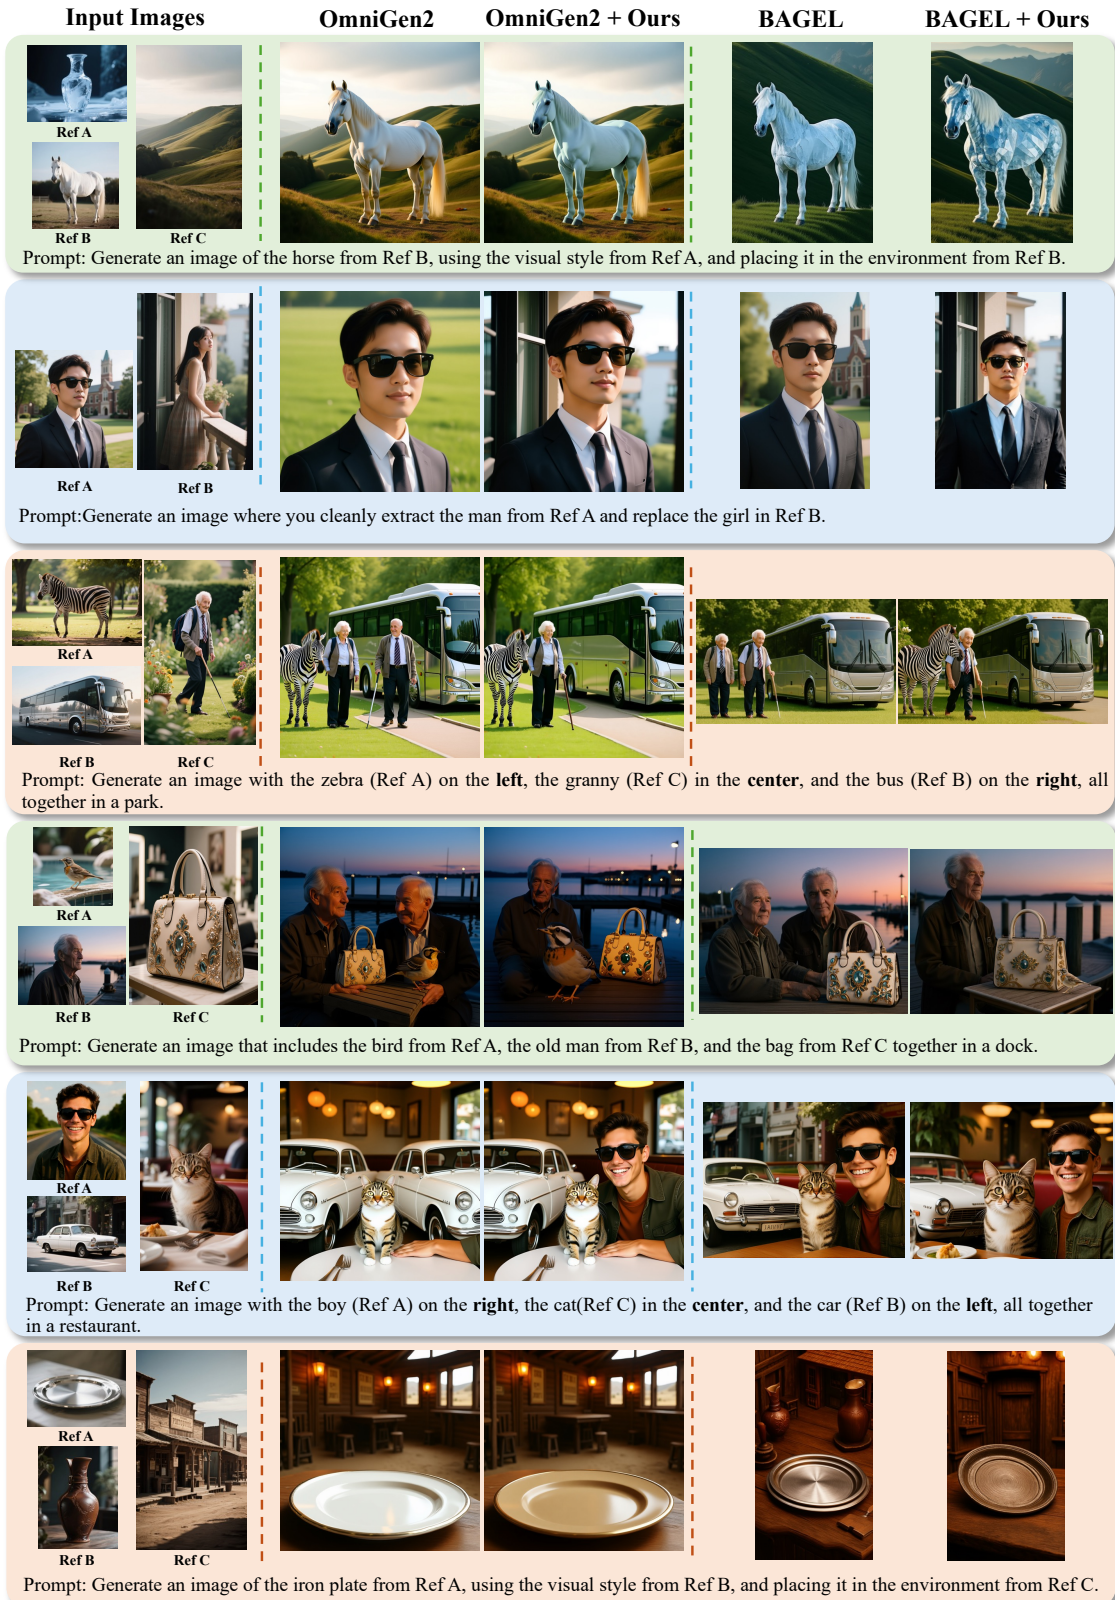 Input Images
OmniGen2
OmniGen2 + Ours
BAGEL
BAGEL + Ours
Ref A
Ref B
Ref C
Prompt: Generate an image of the horse from Ref B, using the visual style from Ref A, and placing it in the environment from Ref B.
Ref A
Ref B
Prompt:Generate an image where you cleanly extract the man from Ref A and replace the girl in Ref B.
Ref A
Ref B
Ref C
Prompt: Generate an image with the zebra (Ref A) on the left, the granny (Ref C) in the center, and the bus (Ref B) on the right, all
together in a park.
Ref A
Ref B
Ref C
Prompt: Generate an image that includes the bird from Ref A, the old man from Ref B, and the bag from Ref C together in a dock.
Ref A
Ref B
Ref C
Prompt: Generate an image with the boy (Ref A) on the right, the cat(Ref C) in the center, and the car (Ref B) on the left, all together
in a restaurant.
Ref A
Ref B
Ref C
Prompt: Generate an image of the iron plate from Ref A, using the visual style from Ref B, and placing it in the environment from Ref C.